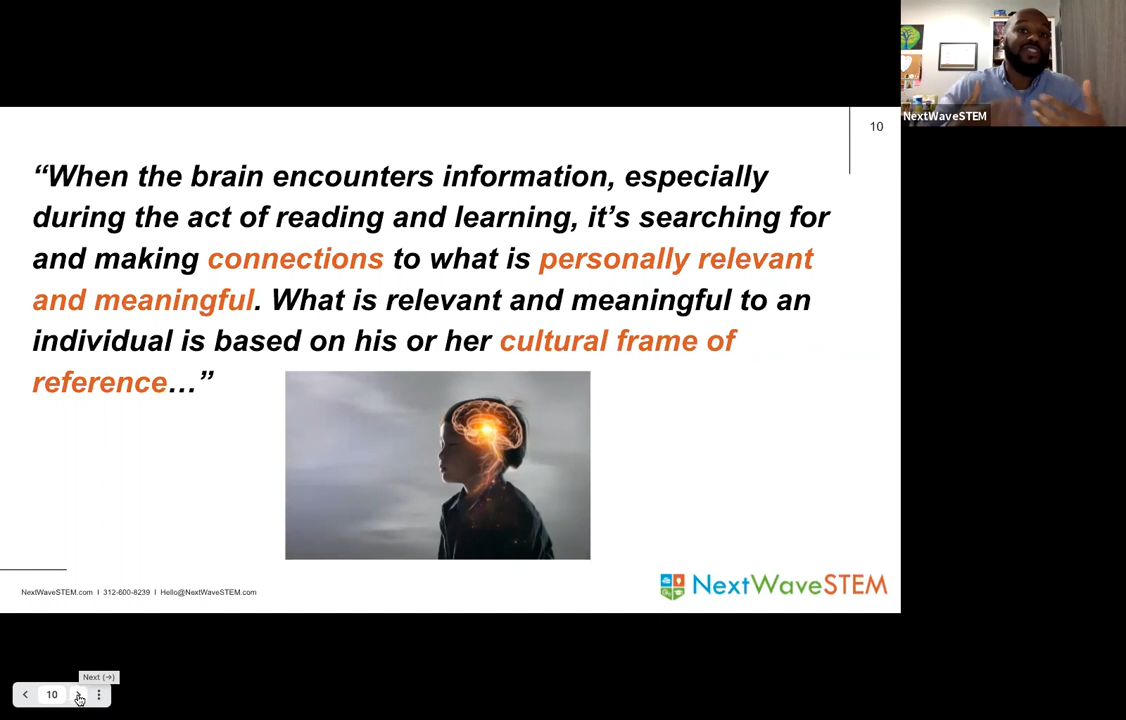 NextWaveSTEM
10
“When the brain encounters information, especially
during the act of reading and learning, it’s searching for
and making connections to what is personally relevant
and meaningful. What is relevant and meaningful to an
individual is based on his or her cultural frame of
reference…”
NextWaveSTEM.com I 312-600-8239 I Hello@NextWaveSTEM.com
NextWaveSTEM
Next (→)
10